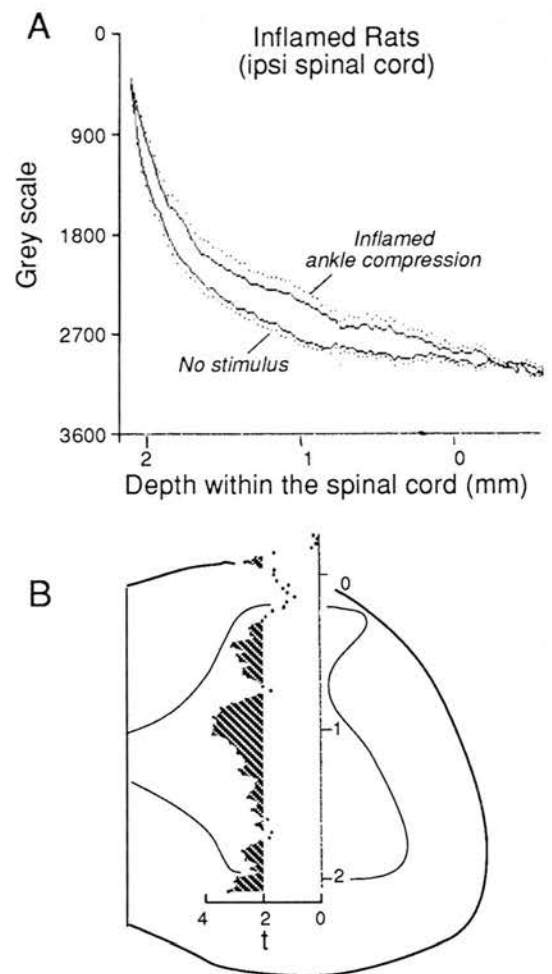 A
Inflamed Rats
(ipsi spinal cord)
0
900
1800
2700
3600
Grey scale
Inflamed
ankle compression
No stimulus
2 1 0
Depth within the spinal cord (mm)
B
0
1
2
4 2 0
t